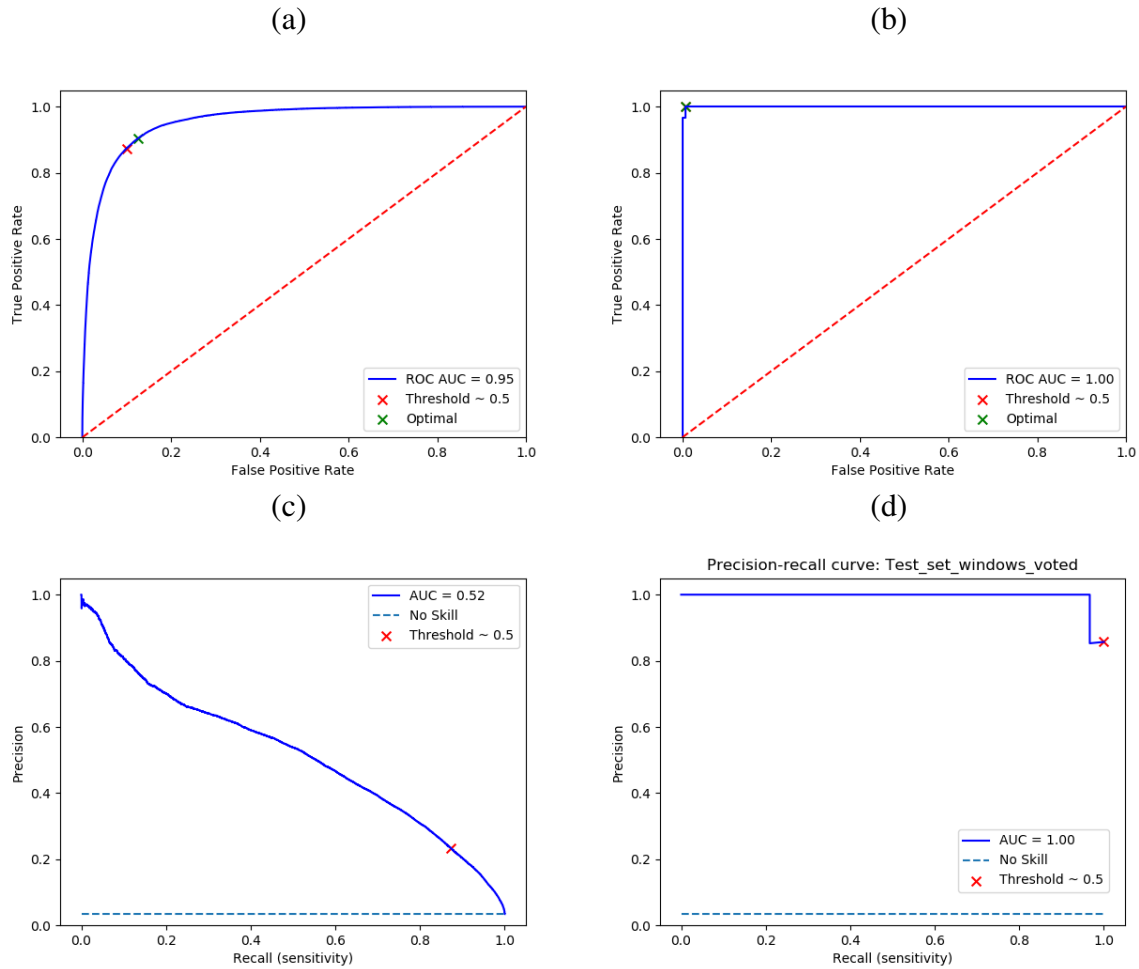 (a)
1.0
0.8
0.6
0.4
0.2
0.0
True Positive Rate
ROC AUC = 0.95
Threshold ~ 0.5
Optimal
0.0 0.2 0.4 0.6 0.8 1.0
False Positive Rate
(b)
1.0
0.8
0.6
0.4
0.2
0.0
True Positive Rate
ROC AUC = 1.00
Threshold ~ 0.5
Optimal
0.0 0.2 0.4 0.6 0.8 1.0
False Positive Rate
(c)
1.0
0.8
0.6
0.4
0.2
0.0
Precision
AUC = 0.52
No Skill
Threshold ~ 0.5
0.0 0.2 0.4 0.6 0.8 1.0
Recall (sensitivity)
(d)
Precision-recall curve: Test_set_windows_voted
1.0
0.8
0.6
0.4
0.2
0.0
Precision
AUC = 1.00
No Skill
Threshold ~ 0.5
0.0 0.2 0.4 0.6 0.8 1.0
Recall (sensitivity)